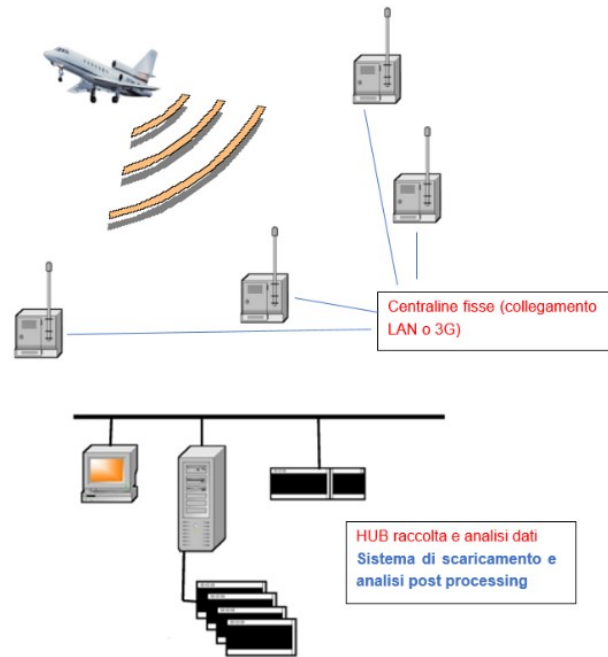 Centraline fisse (collegamento
LAN o 3G)
HUB raccolta e analisi dati
Sistema di scaricamento e
analisi post processing